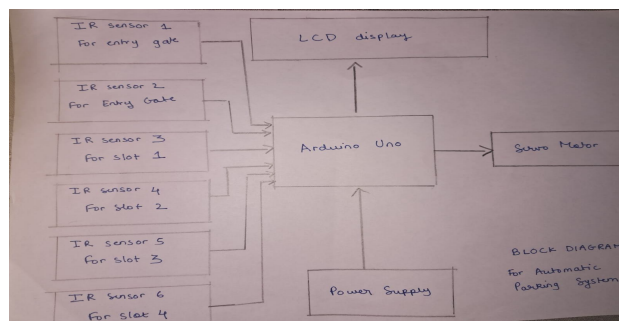 IR sensor 1
For entry gate
LCD display
IR sensor 2
For Entry Gate
IR sensor 3
For slot 1
Arduino Uno
Servo Motor
IR sensor 4
For slot 2
IR sensor 5
For slot 3
BLOCK DIAGRAM
For Automatic
Parking System
Power Supply
IR sensor 6
For slot 4